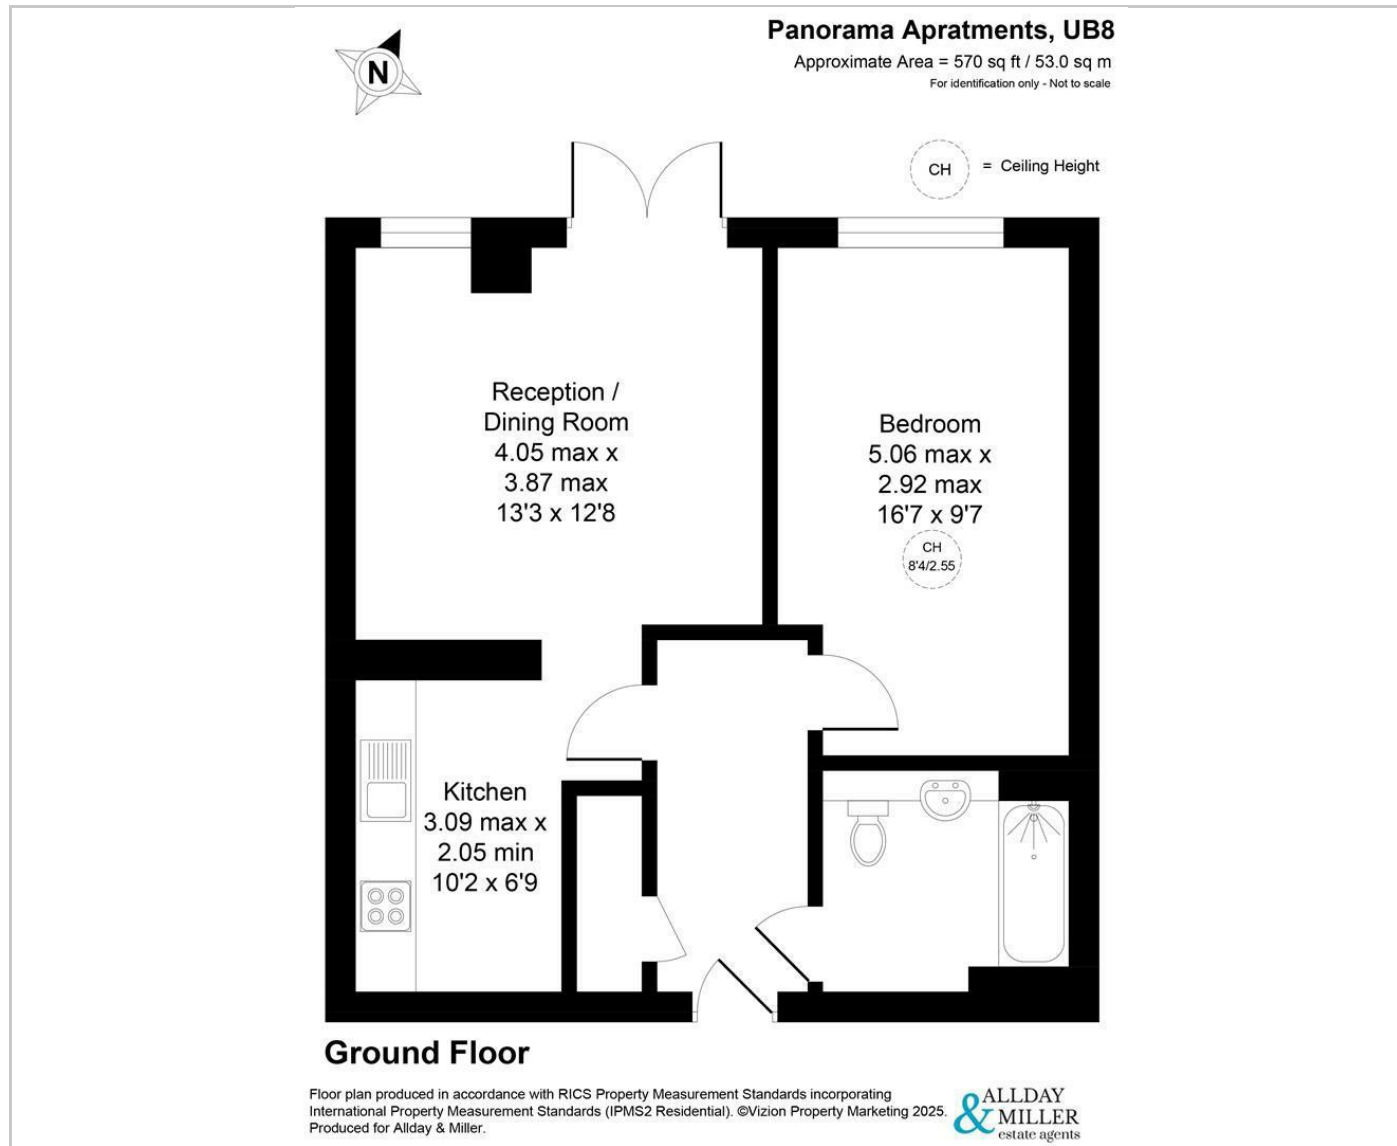 Panorama Apratments, UB8
Approximate Area = 570 sq ft / 53.0 sq m
For identification only - Not to scale
N
CH = Ceiling Height
Reception /
Dining Room
4.05 max x
3.87 max
13'3 x 12'8
Bedroom
5.06 max x
2.92 max
16'7 x 9'7
CH
8'4/2.55
Kitchen
3.09 max x
2.05 min
10'2 x 6'9
Ground Floor
Floor plan produced in accordance with RICS Property Measurement Standards incorporating
International Property Measurement Standards (IPMS2 Residential). ©Vizion Property Marketing 2025.
Produced for Allday & Miller.
ALLDAY
& MILLER
estate agents